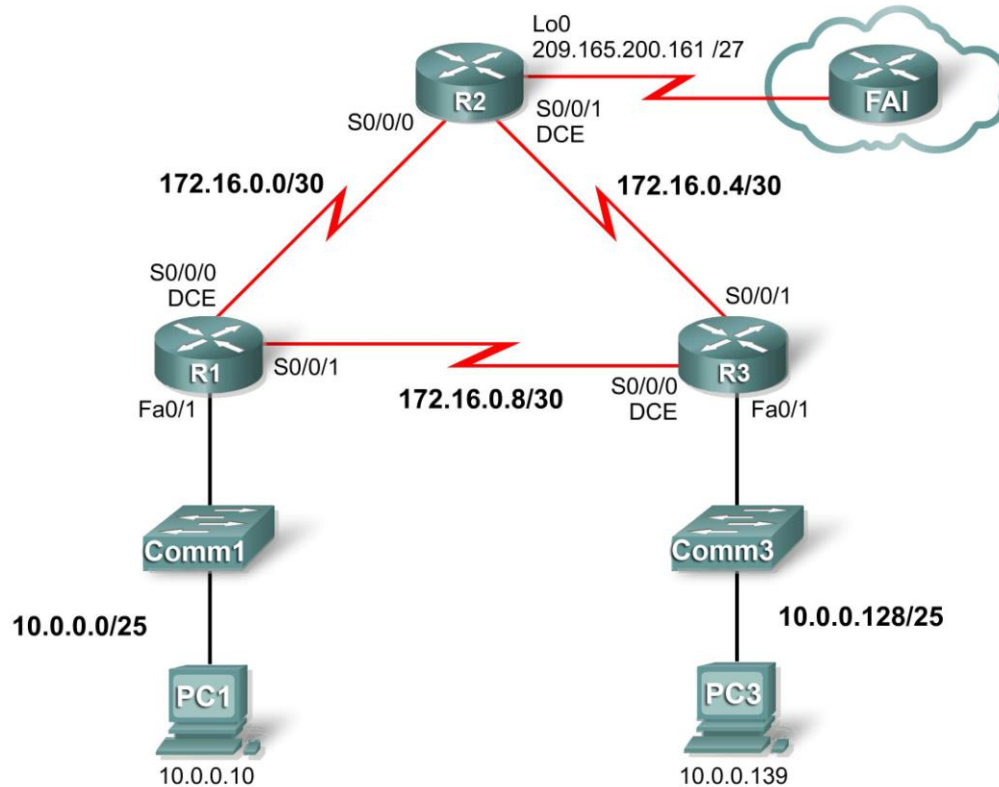 Lo0
209.165.200.161 /27
R2
FAI
S0/0/0
S0/0/1
DCE
172.16.0.0/30
172.16.0.4/30
S0/0/0
DCE
S0/0/1
R1
S0/0/1
R3
172.16.0.8/30
S0/0/0
DCE
Fa0/1
Fa0/1
Comm1
Comm3
10.0.0.0/25
10.0.0.128/25
PC1
PC3
10.0.0.10
10.0.0.139